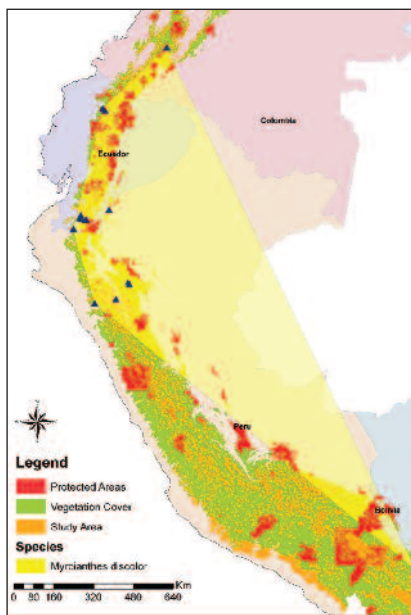 Colombia
Ecuador
Peru
Bolivia
Legend
Protected Areas
Vegetation Cover
Study Area
Species
Myrcianthes discolor
Km
0 80 160 320 480 640